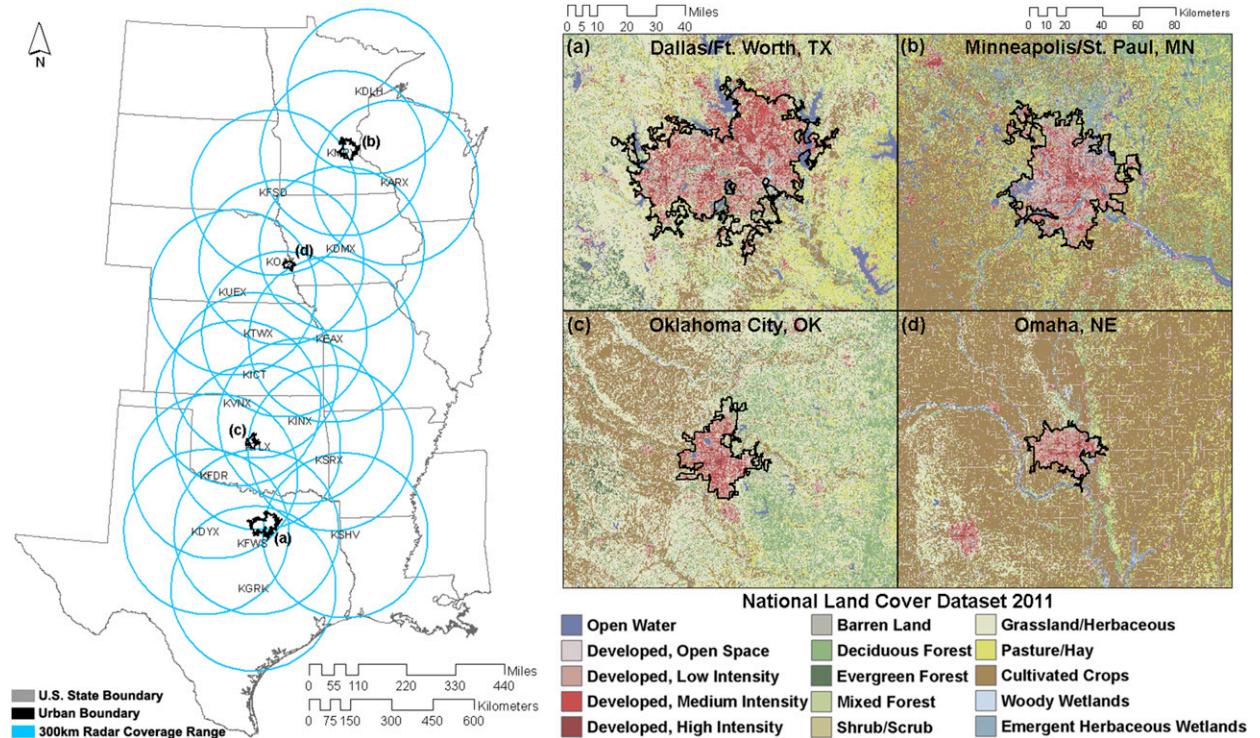 N
KDLH
(b)
KARX
KFSD
KDMX
(d)
KUEX
KTWX
KEAX
KICT
KVNX
KINX
(c)
KSRX
KFDR
KDYX
KFWS
(a)
KSHV
KGRK
Miles
0 55 110 220 330 440
Kilometers
0 75 150 300 450 600
U.S. State Boundary
Urban Boundary
300km Radar Coverage Range
Miles
0 5 10 20 30 40
Kilometers
0 10 20 40 60 80
(a) Dallas/Ft. Worth, TX
(b) Minneapolis/St. Paul, MN
(c) Oklahoma City, OK
(d) Omaha, NE
National Land Cover Dataset 2011
Open Water
Developed, Open Space
Developed, Low Intensity
Developed, Medium Intensity
Developed, High Intensity
Barren Land
Deciduous Forest
Evergreen Forest
Mixed Forest
Shrub/Scrub
Grassland/Herbaceous
Pasture/Hay
Cultivated Crops
Woody Wetlands
Emergent Herbaceous Wetlands